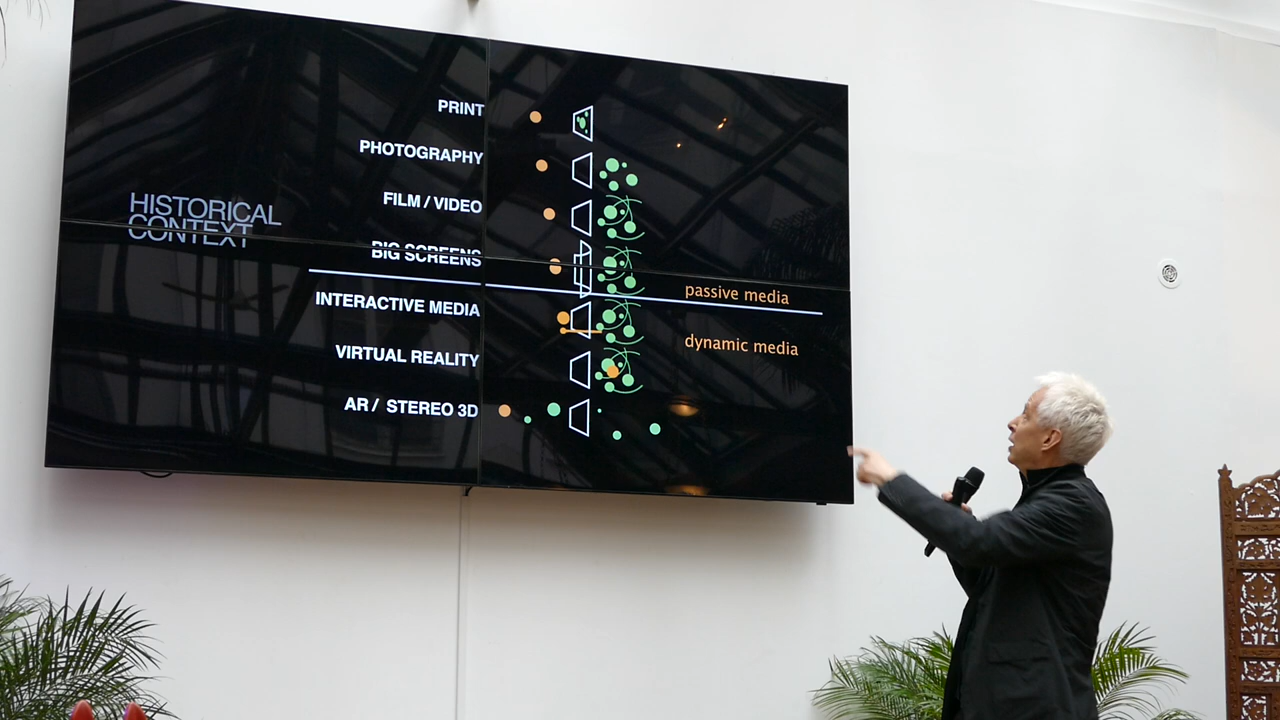 HISTORICAL
CONTEXT
PRINT
PHOTOGRAPHY
FILM / VIDEO
BIG SCREENS
INTERACTIVE MEDIA
VIRTUAL REALITY
AR / STEREO 3D
passive media
dynamic media